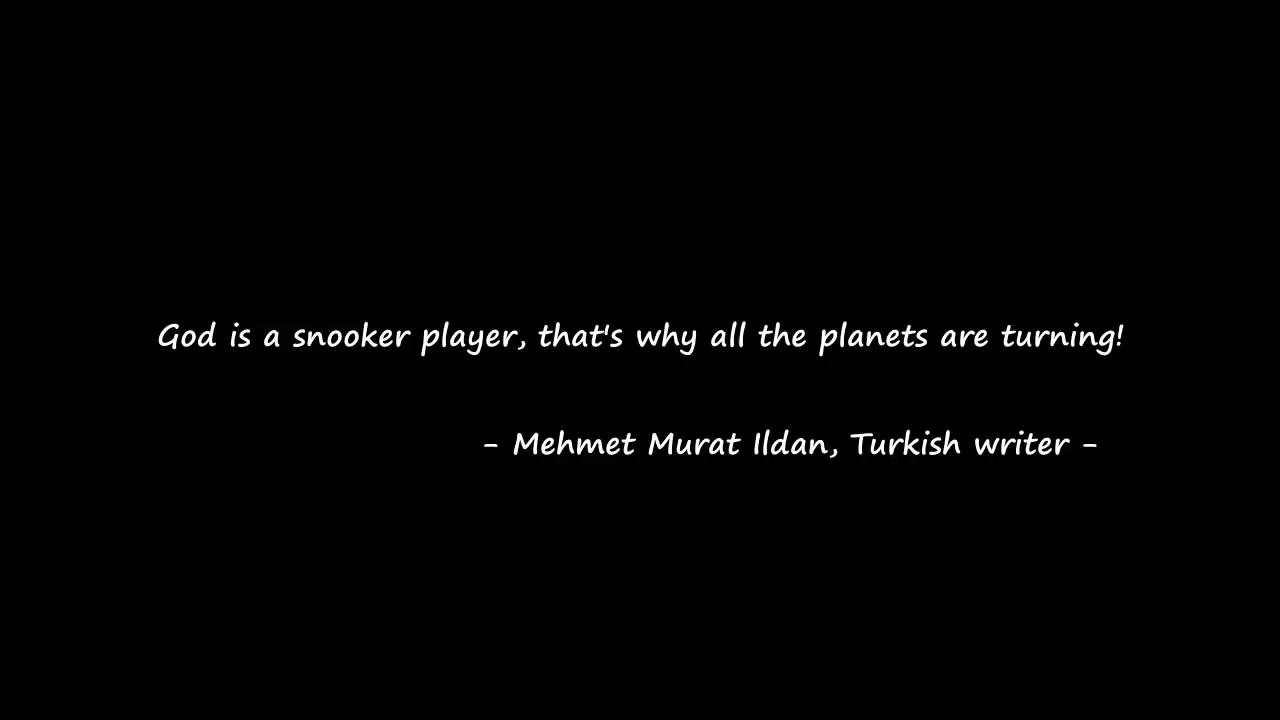 God is a snooker player, that's why all the planets are turning!
- Mehmet Murat Ildan, Turkish writer -